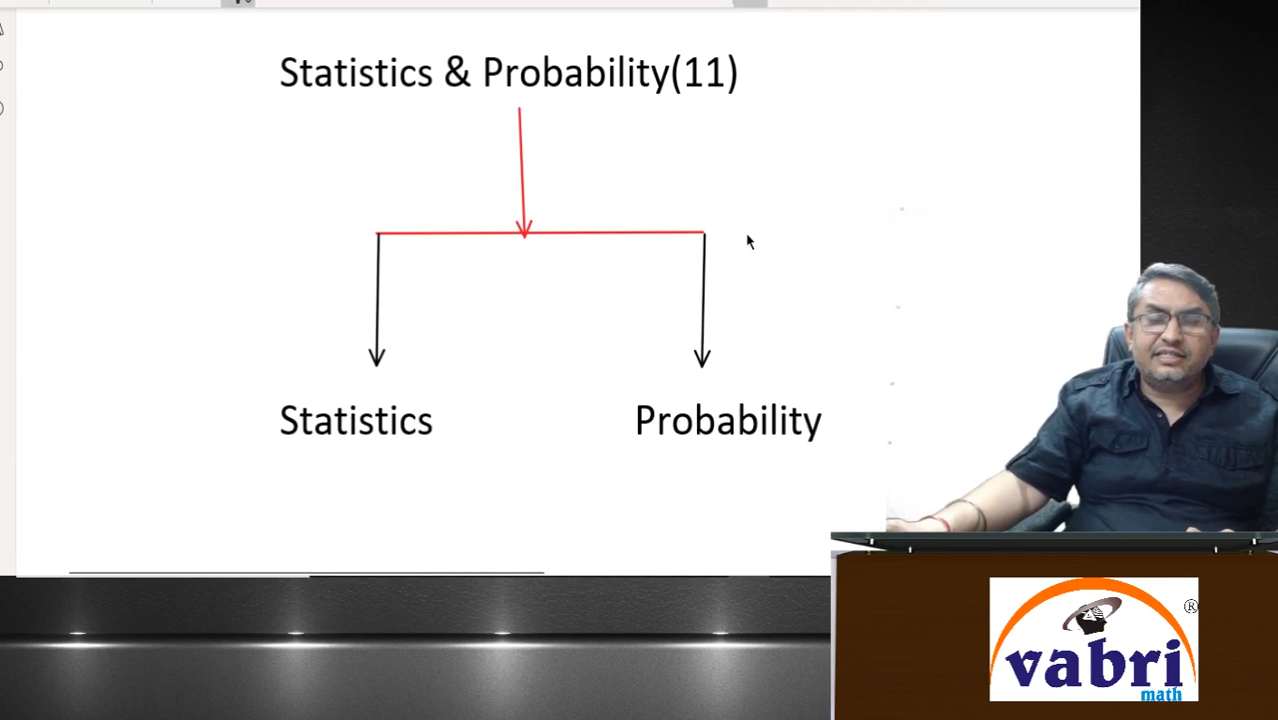 Statistics & Probability(11)
Statistics
Probability
®
vabri
math